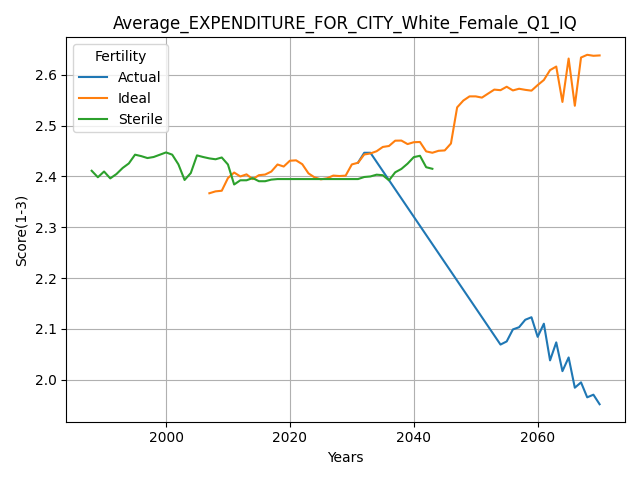 Average_EXPENDITURE_FOR_CITY_White_Female_Q1_IQ
Fertility
Actual
Ideal
Sterile
Score(1-3)
2.6
2.5
2.4
2.3
2.2
2.1
2.0
2000
2020
2040
2060
Years